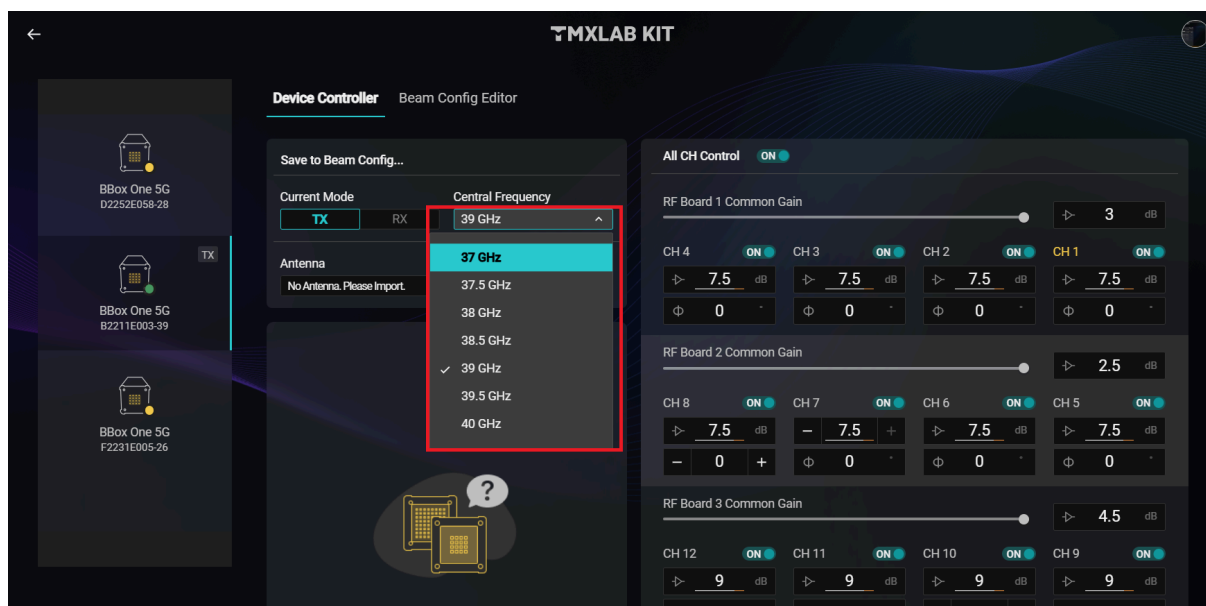 TMXLAB KIT
Device Controller Beam Config Editor
BBox One 5G
D2252E058-28
TX
BBox One 5G
B2211E003-39
BBox One 5G
F2231E005-26
Save to Beam Config...
Current Mode Central Frequency
TX RX 39 GHz
Antenna
No Antenna. Please Import.
37 GHz
37.5 GHz
38 GHz
38.5 GHz
39 GHz
39.5 GHz
40 GHz
?
All CH Control ON
RF Board 1 Common Gain
3 dB
CH 4 ON CH 3 ON CH 2 ON CH 1 ON
7.5 dB 7.5 dB 7.5 dB 7.5 dB
Φ 0 ° Φ 0 ° Φ 0 ° Φ 0 °
RF Board 2 Common Gain
2.5 dB
CH 8 ON CH 7 ON CH 6 ON CH 5 ON
7.5 dB − 7.5 + 7.5 dB 7.5 dB
− 0 + Φ 0 ° Φ 0 ° Φ 0 °
RF Board 3 Common Gain
4.5 dB
CH 12 ON CH 11 ON CH 10 ON CH 9 ON
9 dB 9 dB 9 dB 9 dB